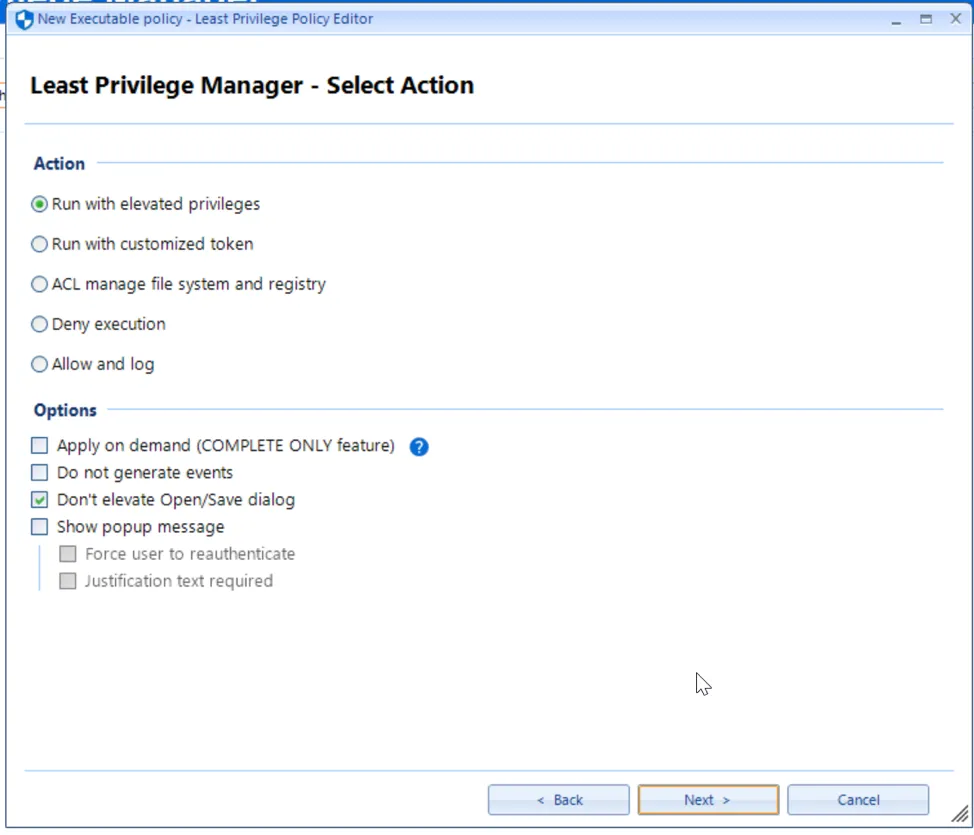 New Executable policy - Least Privilege Policy Editor
Least Privilege Manager - Select Action
Action
Run with elevated privileges
Run with customized token
ACL manage file system and registry
Deny execution
Allow and log
Options
Apply on demand (COMPLETE ONLY feature) ?
Do not generate events
Don't elevate Open/Save dialog
Show popup message
Force user to reauthenticate
Justification text required
< Back Next > Cancel